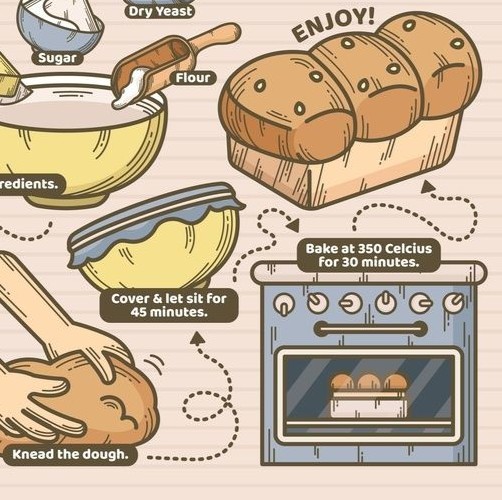 Dry Yeast
Sugar
Flour
ENJOY!
redients.
Cover & let sit for
45 minutes.
Bake at 350 Celcius
for 30 minutes.
Knead the dough.